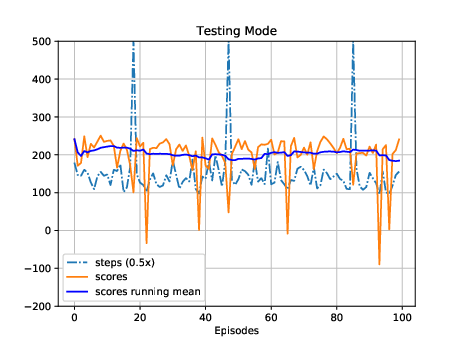 Testing Mode
500
400
300
200
100
0
−100
−200
0
20
40
60
80
100
steps (0.5x)
scores
scores running mean
Episodes